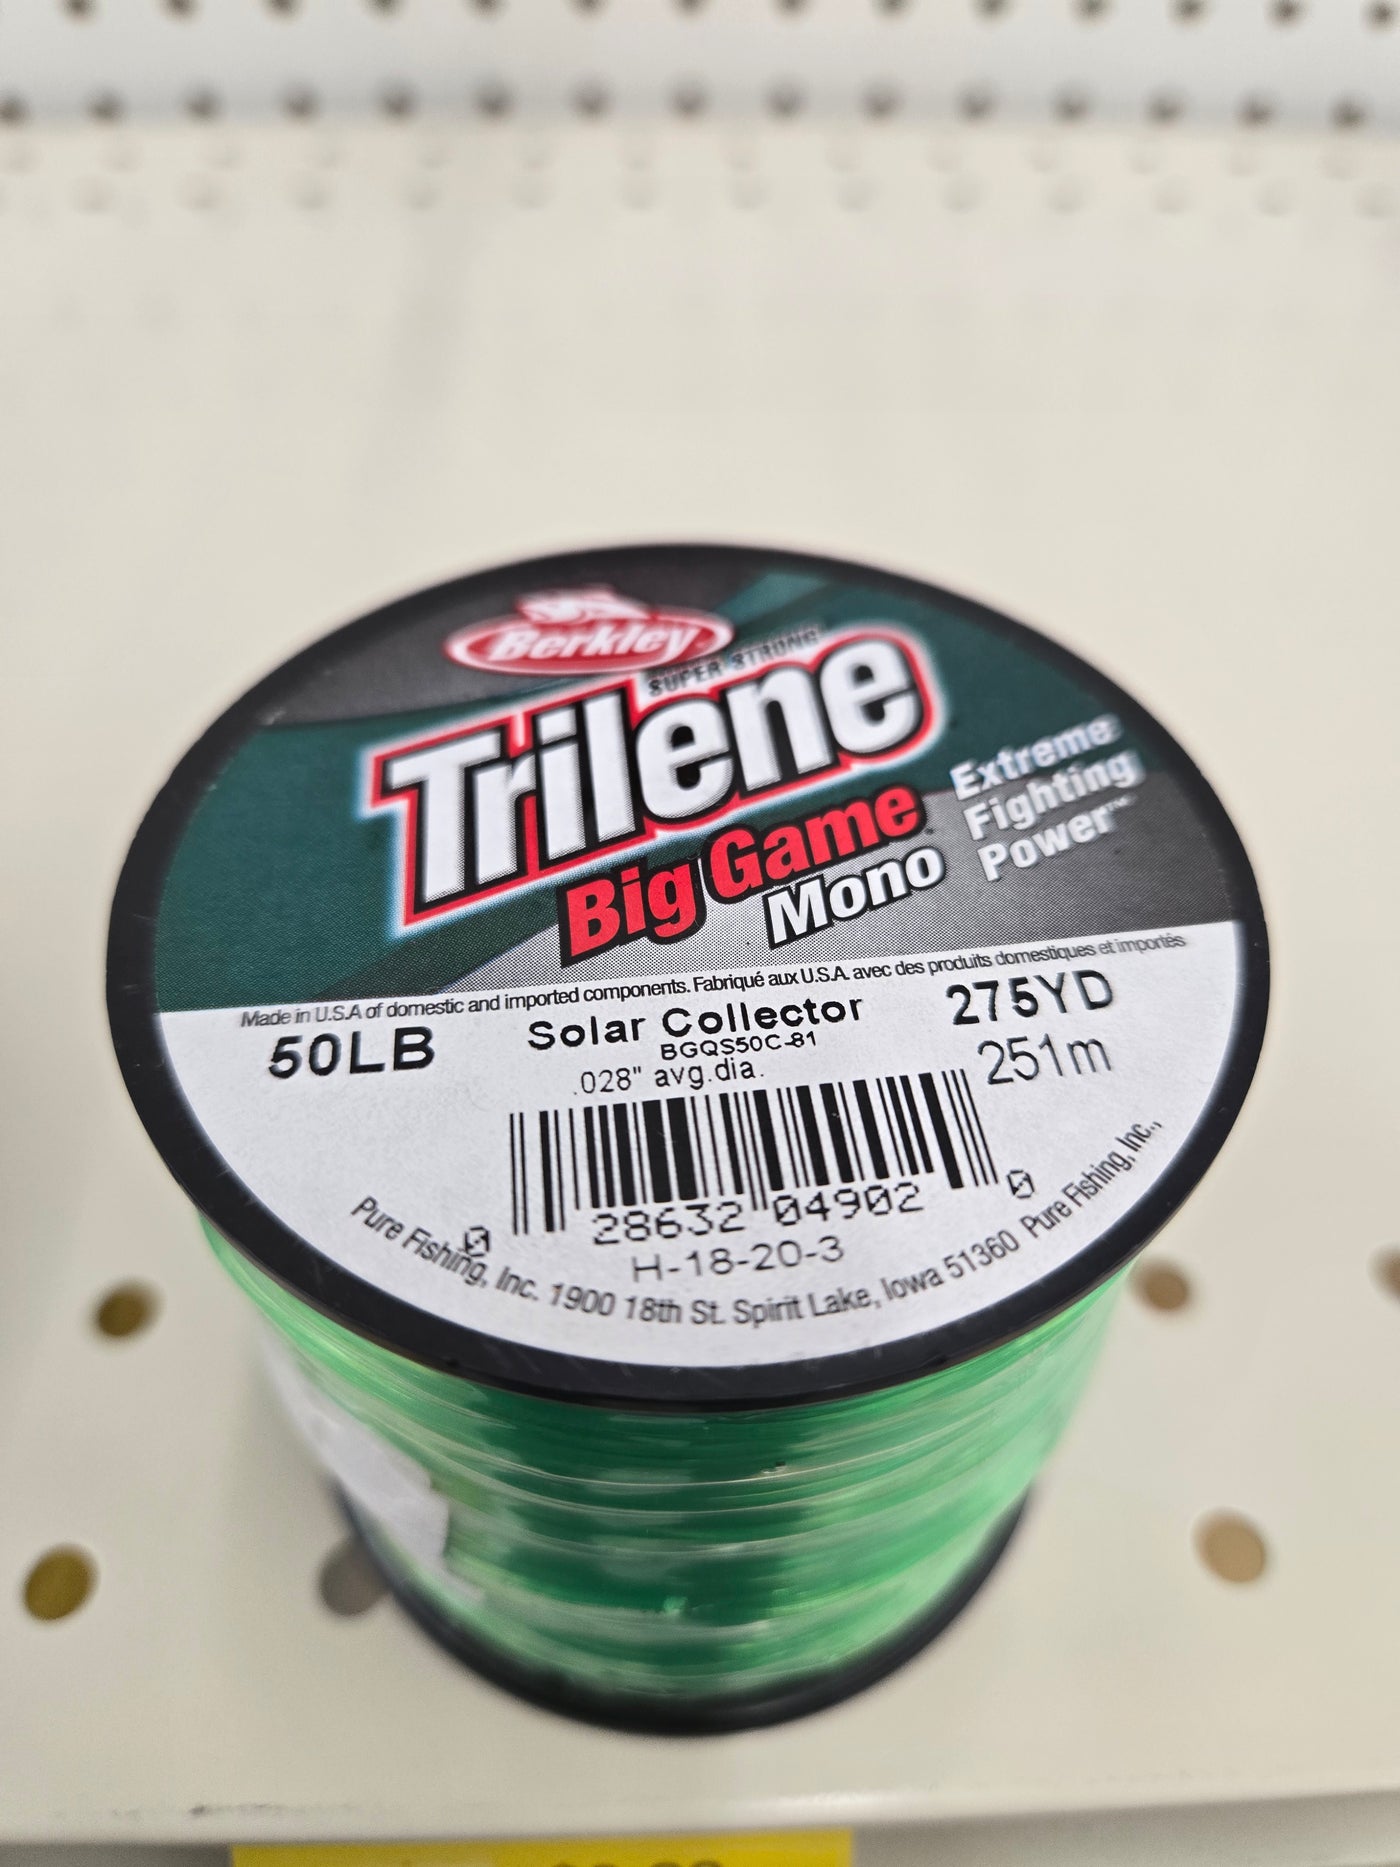 Berkley
SUPER STRONG
Trilene
Big Game
Mono
Extreme
Fighting
Power™
Made in U.S.A of domestic and imported components. Fabriqué aux U.S.A. avec des produits domestiques et importés
50LB
Solar Collector
275YD
BGQS50C-81
251m
.028" avg.dia.
0 28632 04902 0
H-18-20-3
Pure Fishing, Inc. 1900 18th St. Spirit Lake, Iowa 51360 Pure Fishing, Inc.,